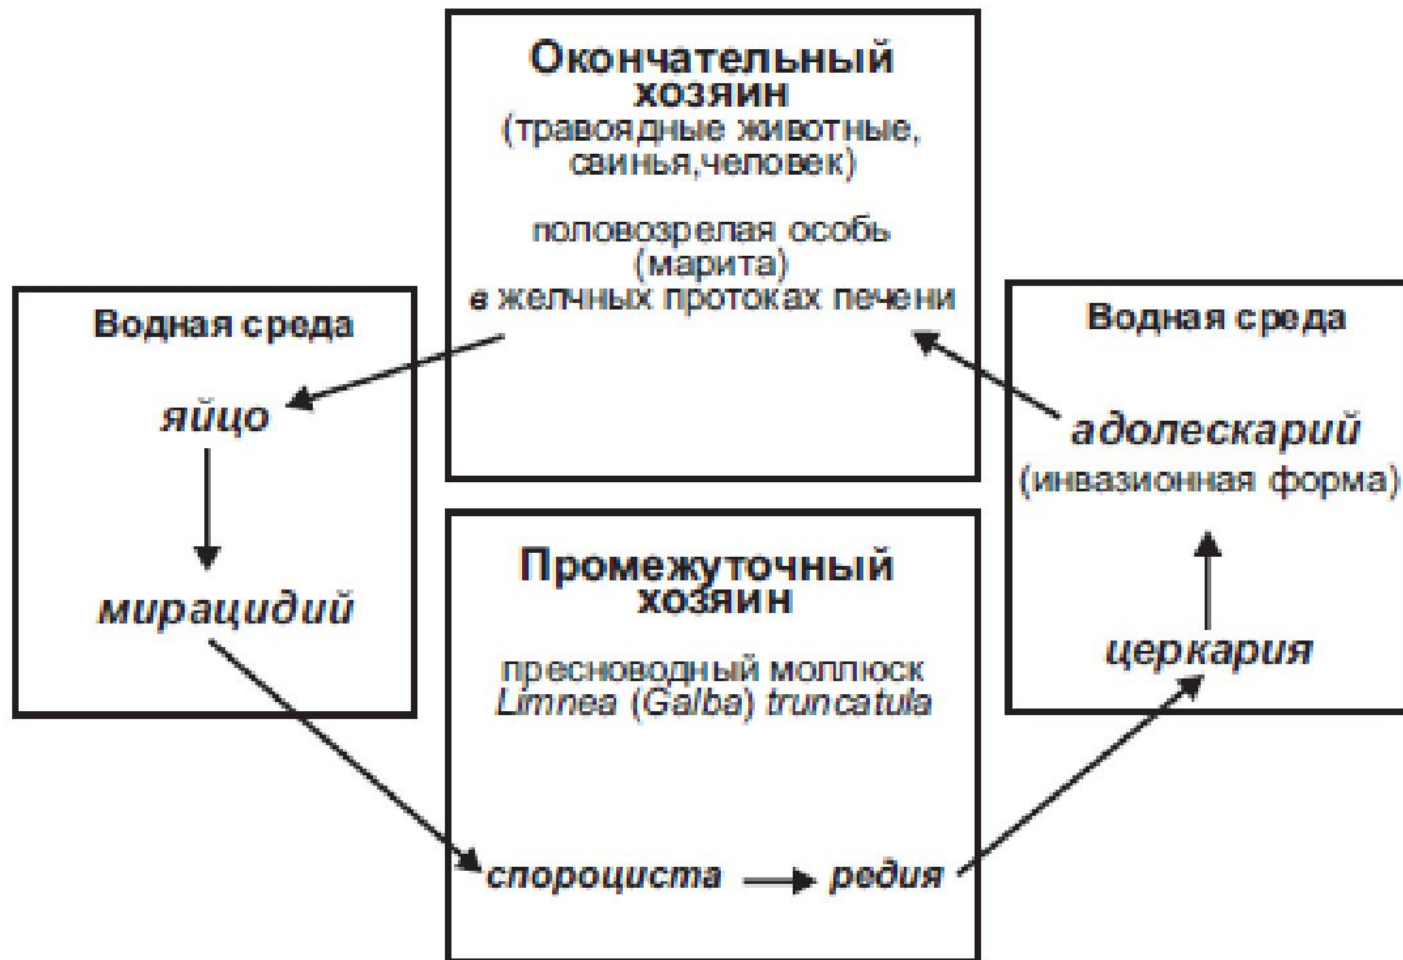 Окончательный
хозяин
(травоядные животные,
свинья,человек)
половозрелая особь
(марита)
в желчных протоках печени
Водная среда
яйцо
мирацидий
Промежуточный
хозяин
пресноводный моллюск
Limnea (Galba) truncatula
спороциста
редия
Водная среда
адолескарий
(инвазионная форма)
церкария